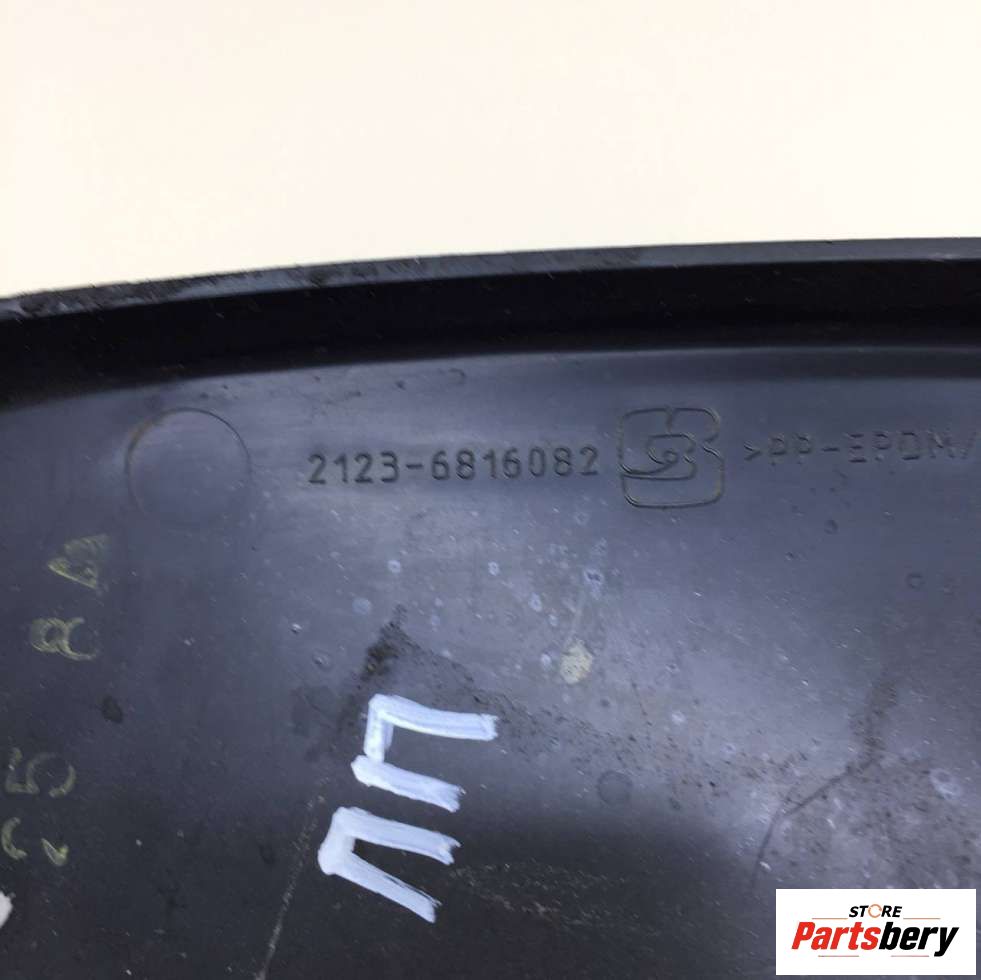 2123-6816082 >PP-EPDM/
ПП
STORE
Partsbery